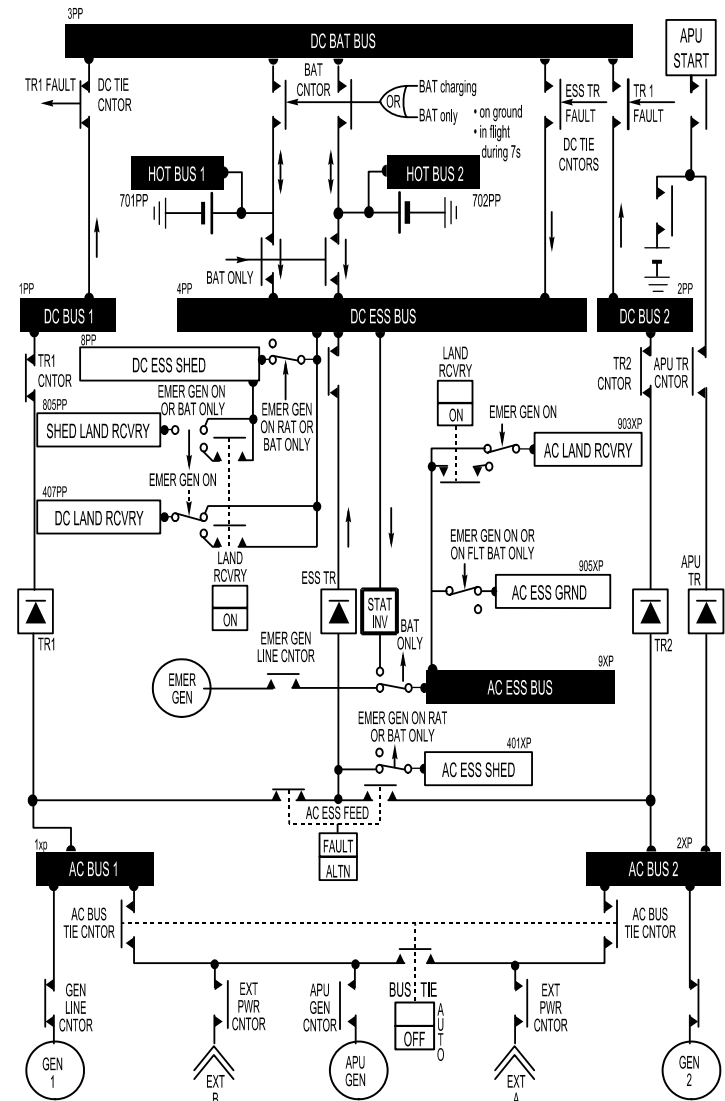 3PP
DC BAT BUS
APU
START
TR1 FAULT
DC TIE
CNTOR
BAT
CNTOR
OR
BAT charging
BAT only
• on ground
• in flight
during 7s
ESS TR
FAULT
TR 1
FAULT
DC TIE
CNTORS
HOT BUS 1
701PP
HOT BUS 2
702PP
BAT ONLY
1PP
DC BUS 1
4PP
DC ESS BUS
2PP
DC BUS 2
8PP
DC ESS SHED
TR1
CNTOR
EMER GEN ON
OR BAT ONLY
EMER GEN
ON RAT OR
BAT ONLY
805PP
SHED LAND RCVRY
EMER GEN ON
407PP
DC LAND RCVRY
LAND
RCVRY
ON
LAND
RCVRY
ON
EMER GEN ON
903XP
AC LAND RCVRY
TR2
CNTOR
APU TR
CNTOR
EMER GEN ON OR
ON FLT BAT ONLY
905XP
AC ESS GRND
TR1
ESS TR
STAT
INV
BAT
ONLY
TR2
APU
TR
EMER GEN
LINE CNTOR
EMER
GEN
9XP
AC ESS BUS
EMER GEN ON RAT
OR BAT ONLY
401XP
AC ESS SHED
AC ESS FEED
FAULT
ALTN
1xp
AC BUS 1
2XP
AC BUS 2
AC BUS
TIE CNTOR
AC BUS
TIE CNTOR
GEN
LINE
CNTOR
EXT
PWR
CNTOR
APU
GEN
CNTOR
BUS TIE
OFF
AUTO
EXT
PWR
CNTOR
GEN
1
EXT
B
APU
GEN
EXT
A
GEN
2